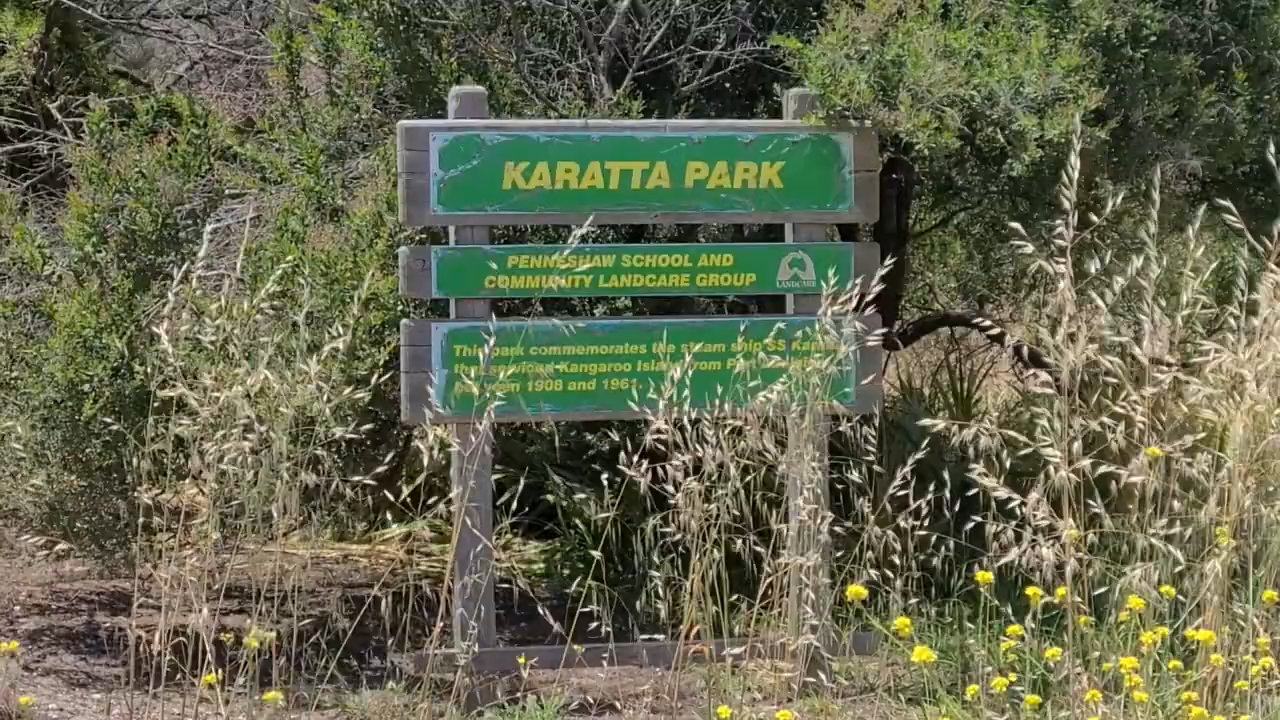 KARATTA PARK
PENNESHAW SCHOOL AND
COMMUNITY LANDCARE GROUP
LANDCARE
This park commemorates the steam ship SS
that serviced Kangaroo Island from
between 1908 and 1961.